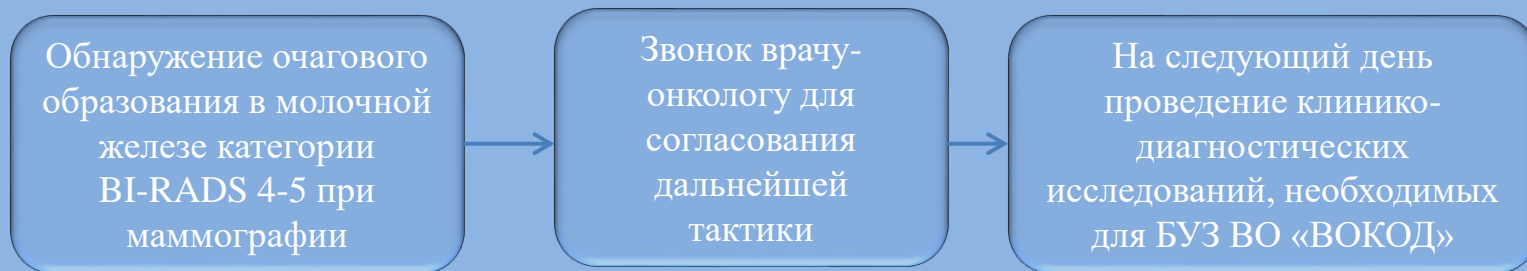 Обнаружение очагового
образования в молочной
железе категории
BI-RADS 4-5 при
маммографии
Звонок врачу-
онкологу для
согласования
дальнейшей
тактики
На следующий день
проведение клинико-
диагностических
исследований, необходимых
для БУЗ ВО «ВОКОД»